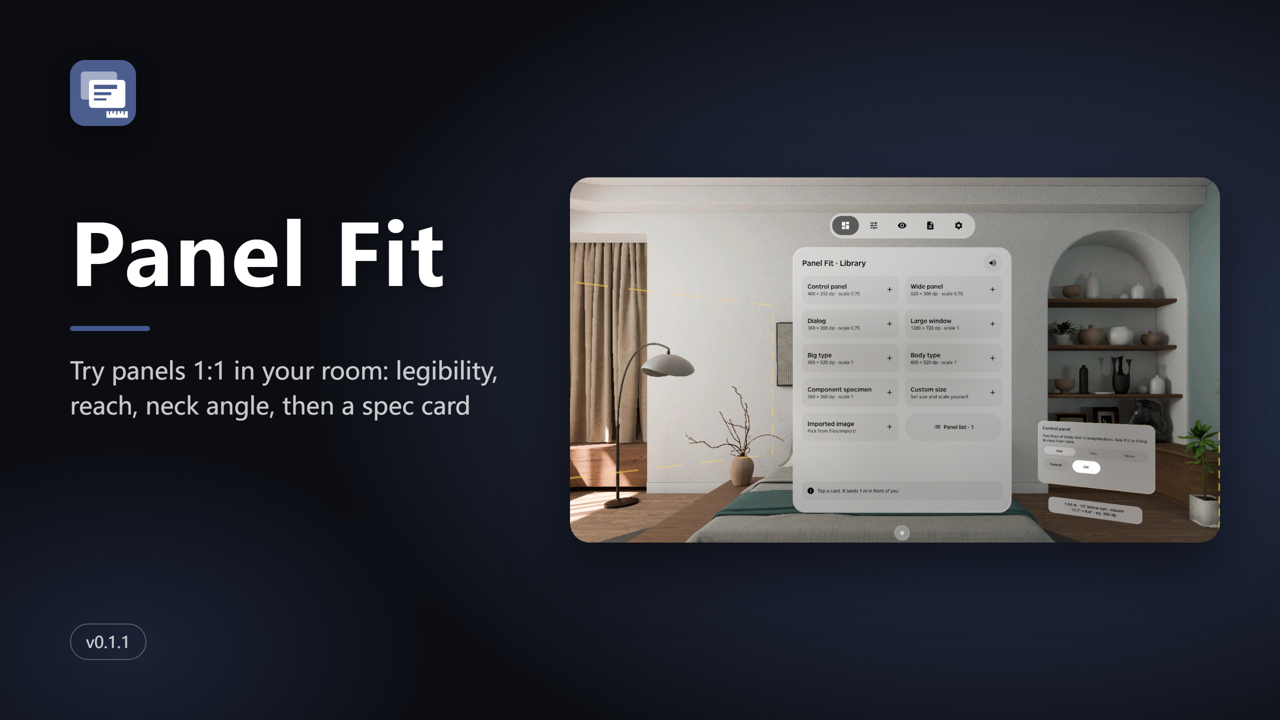 Panel Fit
Try panels 1:1 in your room: legibility,
reach, neck angle, then a spec card
v0.1.1
Panel Fit · Library
Control panel
400 × 252 dp · scale 0.75
Wide panel
520 × 308 dp · scale 0.75
Dialog
360 × 200 dp · scale 0.75
Large window
1280 × 720 dp · scale 1
Big type
600 × 520 dp · scale 1
Body type
600 × 520 dp · scale 1
Component specimen
560 × 360 dp · scale 1
Custom size
Set size and scale yourself
Imported image
Pick from files/import/
Panel list · 1
Tap a card. It lands 1 m in front of you.
Control panel
Cancel
OK